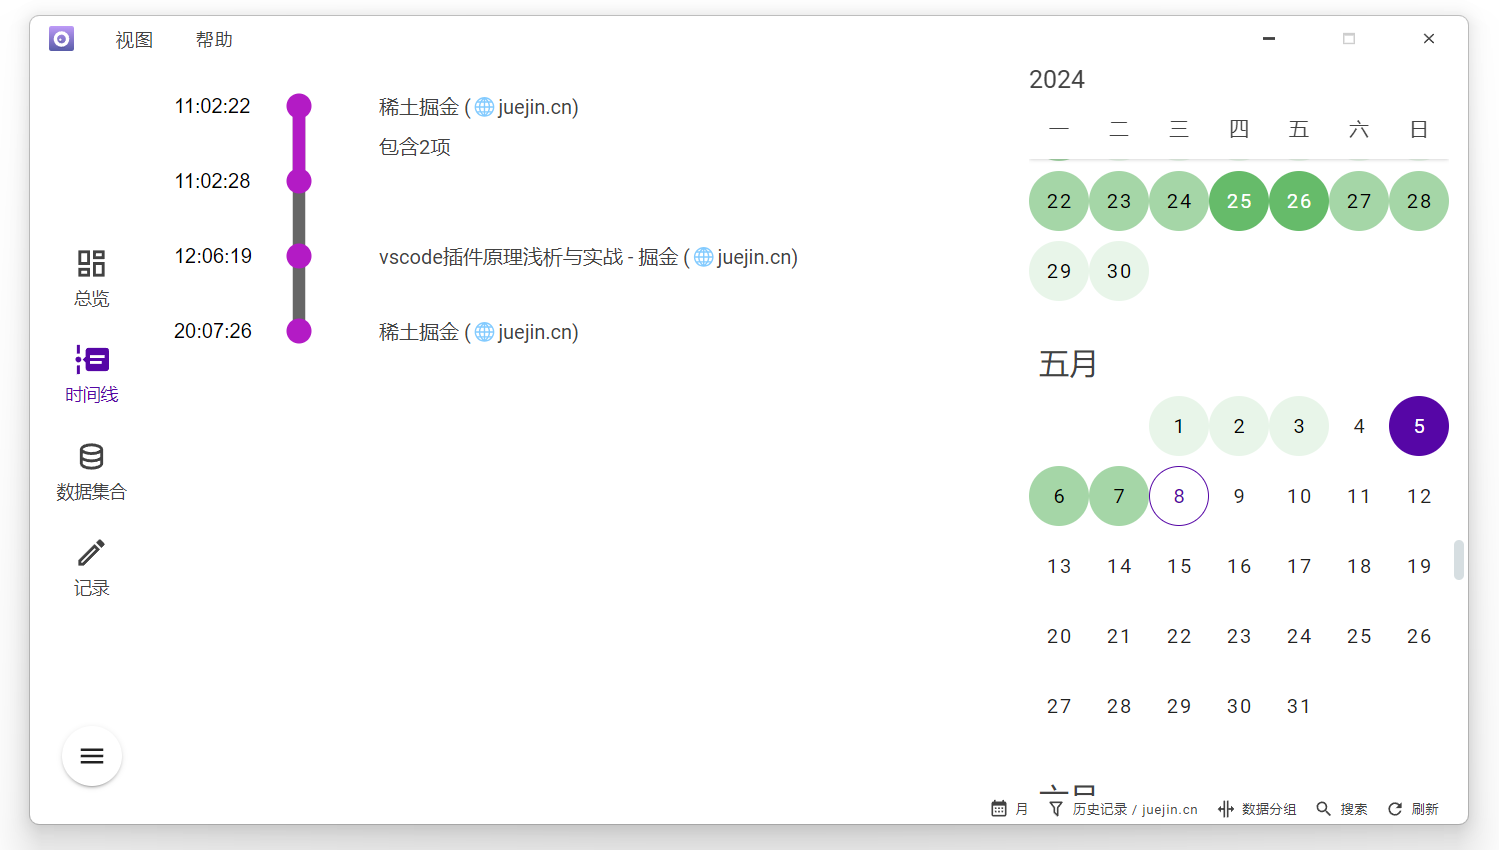 视图 帮助
11:02:22 稀土掘金 (🌐juejin.cn)
包含2项
11:02:28
12:06:19 vscode插件原理浅析与实战 - 掘金 (🌐juejin.cn)
20:07:26 稀土掘金 (🌐juejin.cn)
总览
时间线
数据集合
记录
2024
一 二 三 四 五 六 日
22 23 24 25 26 27 28
29 30
五月
1 2 3 4 5
6 7 8 9 10 11 12
13 14 15 16 17 18 19
20 21 22 23 24 25 26
27 28 29 30 31
月 历史记录 / juejin.cn 数据分组 搜索 刷新